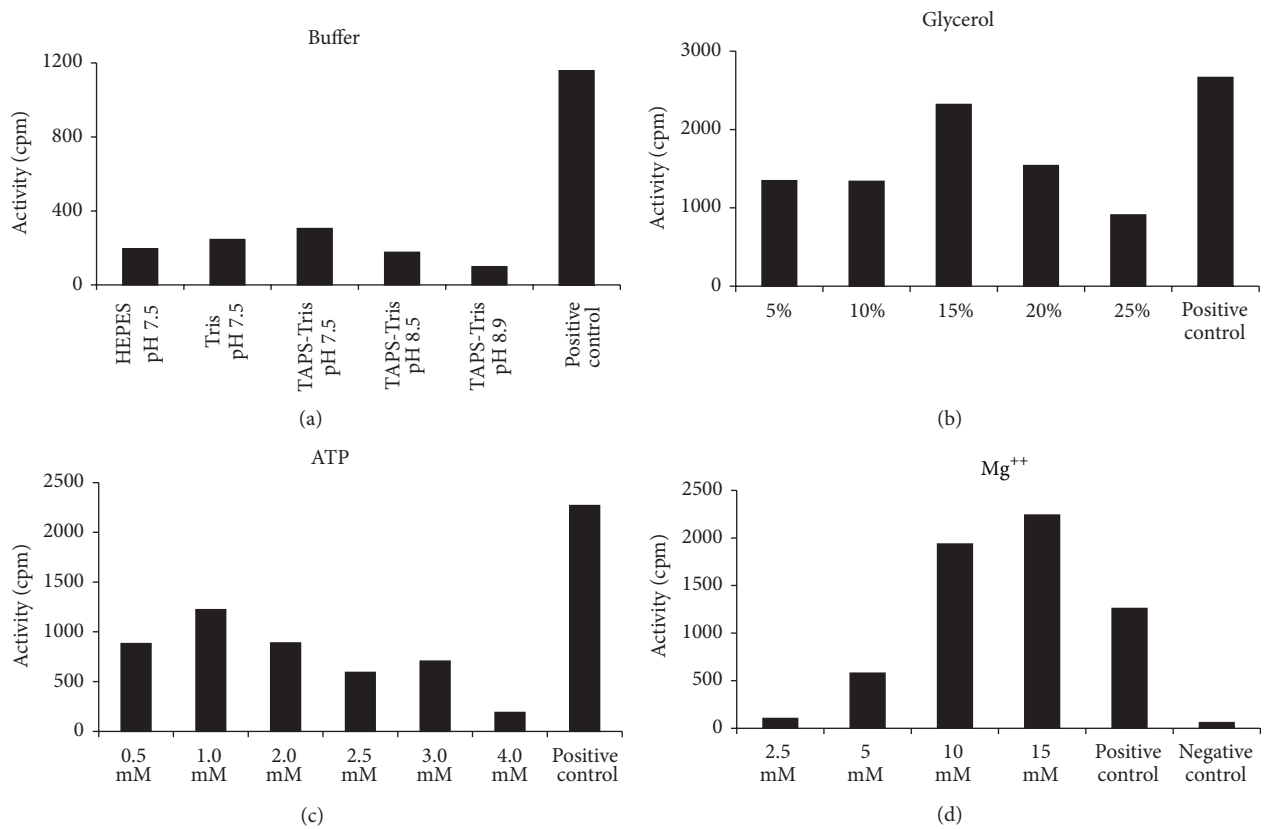 Buffer
Activity (cpm)
1200
800
400
0
HEPES
pH 7.5
Tris
pH 7.5
TAPS-Tris
pH 7.5
TAPS-Tris
pH 8.5
TAPS-Tris
pH 8.9
Positive
control
(a)
Glycerol
Activity (cpm)
3000
2000
1000
0
5% 10% 15% 20% 25% Positive
control
(b)
ATP
Activity (cpm)
2500
2000
1500
1000
500
0
0.5 1.0 2.0 2.5 3.0 4.0 Positive
mM mM mM mM mM mM control
(c)
Mg⁺⁺
Activity (cpm)
2500
2000
1500
1000
500
0
2.5 5 10 15 Positive Negative
mM mM mM mM control control
(d)